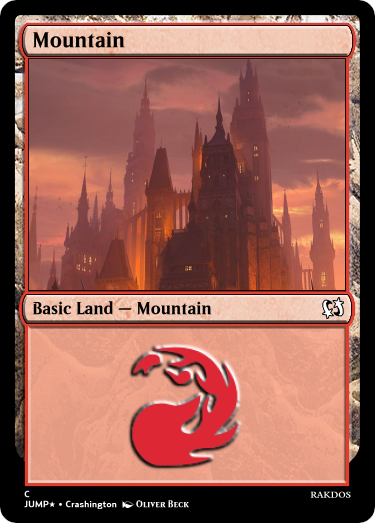 Mountain
Basic Land — Mountain
C
RAKDOS
JUMP★ • Crashington Oliver Beck